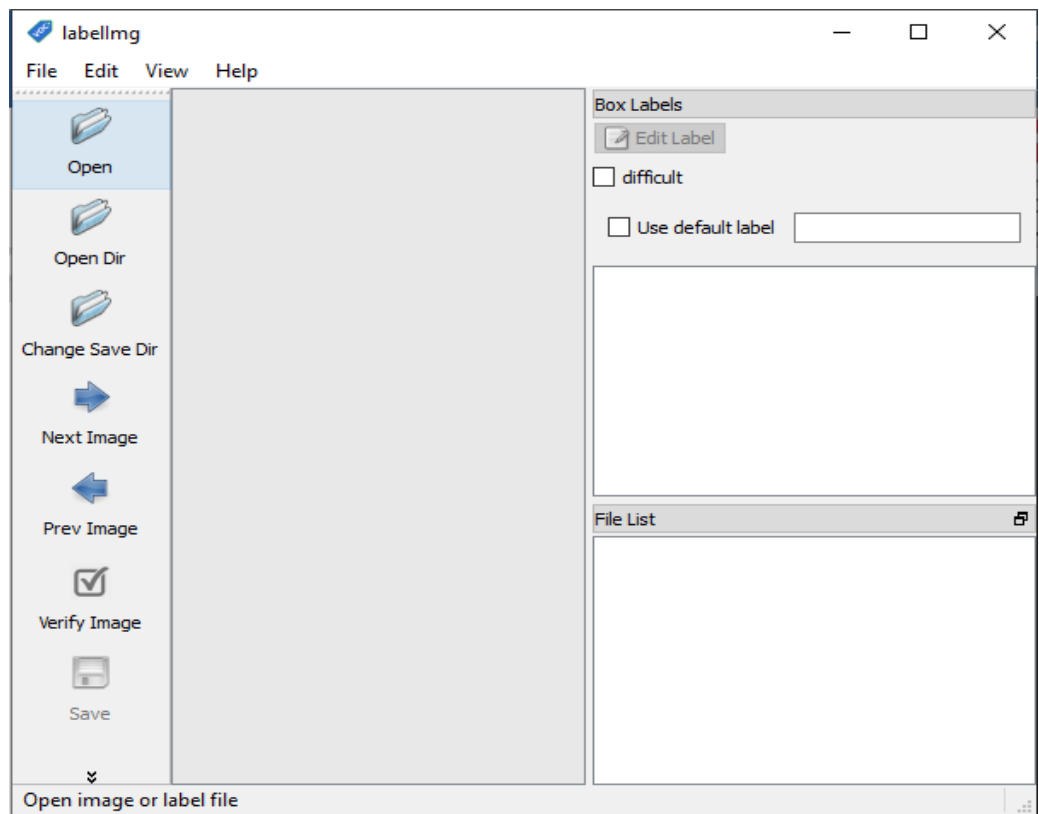 labelImg
File Edit View Help
Open
Open Dir
Change Save Dir
Next Image
Prev Image
Verify Image
Save
Box Labels
Edit Label
difficult
Use default label
File List
Open image or label file